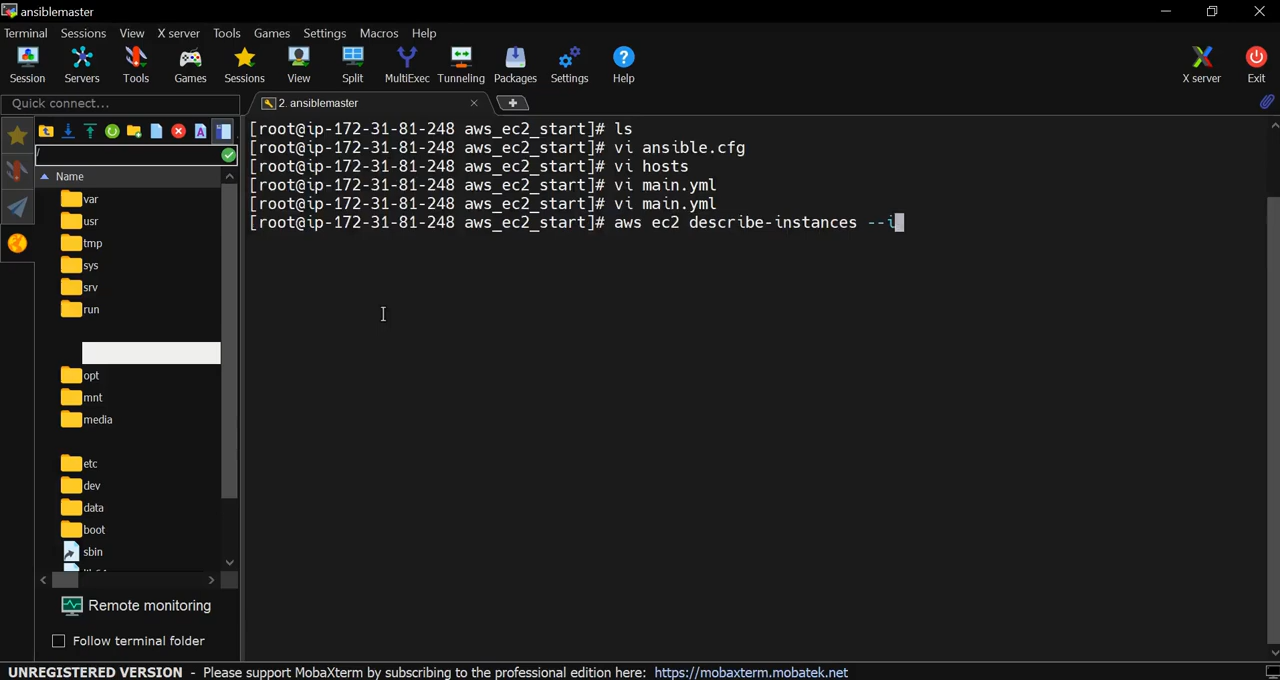 ansiblemaster
Terminal Sessions View X server Tools Games Settings Macros Help
Session Servers Tools Games Sessions View Split MultiExec Tunneling Packages Settings Help X server Exit
Quick connect...
2. ansiblemaster
/
Name
var
usr
tmp
sys
srv
run
opt
mnt
media
etc
dev
data
boot
sbin
[root@ip-172-31-81-248 aws_ec2_start]# ls
[root@ip-172-31-81-248 aws_ec2_start]# vi ansible.cfg
[root@ip-172-31-81-248 aws_ec2_start]# vi hosts
[root@ip-172-31-81-248 aws_ec2_start]# vi main.yml
[root@ip-172-31-81-248 aws_ec2_start]# vi main.yml
[root@ip-172-31-81-248 aws_ec2_start]# aws ec2 describe-instances --i
Remote monitoring
Follow terminal folder
UNREGISTERED VERSION - Please support MobaXterm by subscribing to the professional edition here: https://mobaxterm.mobatek.net